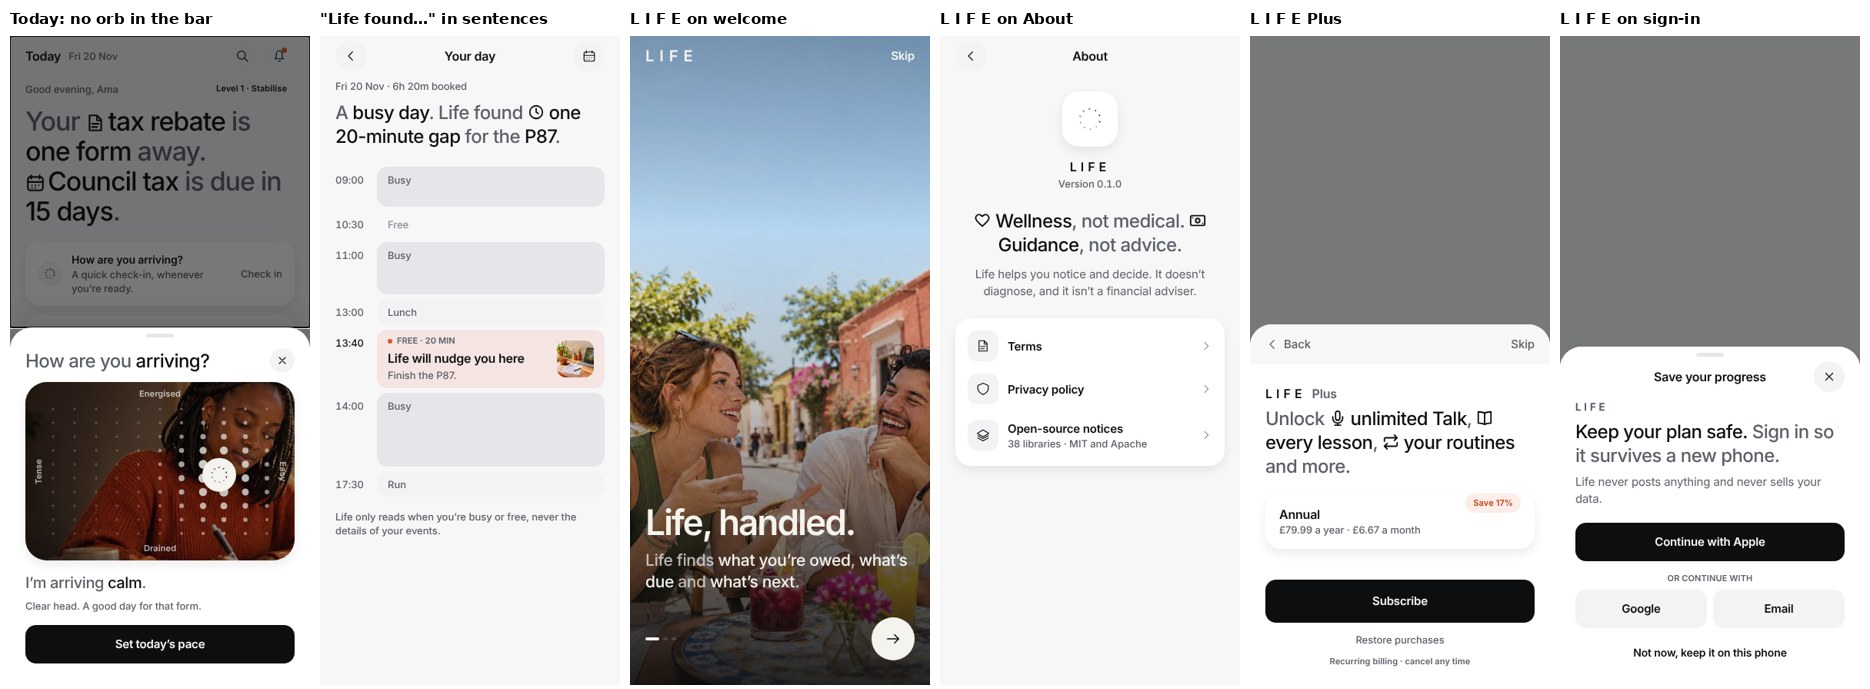 Today: no orb in the bar
Today Fri 20 Nov
Good evening, Ama
Level 1 · Stabilise
Your tax rebate is
one form away.
Council tax is due in
15 days.
How are you arriving?
A quick check-in, whenever
you're ready.
Check in
How are you arriving?
Energised
Tense
Easy
Drained
I'm arriving calm.
Clear head. A good day for that form.
Set today's pace
"Life found..." in sentences
Your day
Fri 20 Nov · 6h 20m booked
A busy day. Life found one
20-minute gap for the P87.
09:00 Busy
10:30 Free
11:00 Busy
13:00 Lunch
13:40 FREE · 20 MIN
Life will nudge you here
Finish the P87.
14:00 Busy
17:30 Run
Life only reads when you're busy or free, never the
details of your events.
L I F E on welcome
LIFE
Skip
Life, handled.
Life finds what you're owed, what's
due and what's next.
L I F E on About
About
LIFE
Version 0.1.0
Wellness, not medical.
Guidance, not advice.
Life helps you notice and decide. It doesn't
diagnose, and it isn't a financial adviser.
Terms
Privacy policy
Open-source notices
38 libraries · MIT and Apache
L I F E Plus
Back
Skip
LIFE Plus
Unlock unlimited Talk,
every lesson, your routines
and more.
Save 17%
Annual
£79.99 a year · £6.67 a month
Subscribe
Restore purchases
Recurring billing · cancel any time
L I F E on sign-in
Save your progress
LIFE
Keep your plan safe. Sign in so
it survives a new phone.
Life never posts anything and never sells your
data.
Continue with Apple
OR CONTINUE WITH
Google
Email
Not now, keep it on this phone